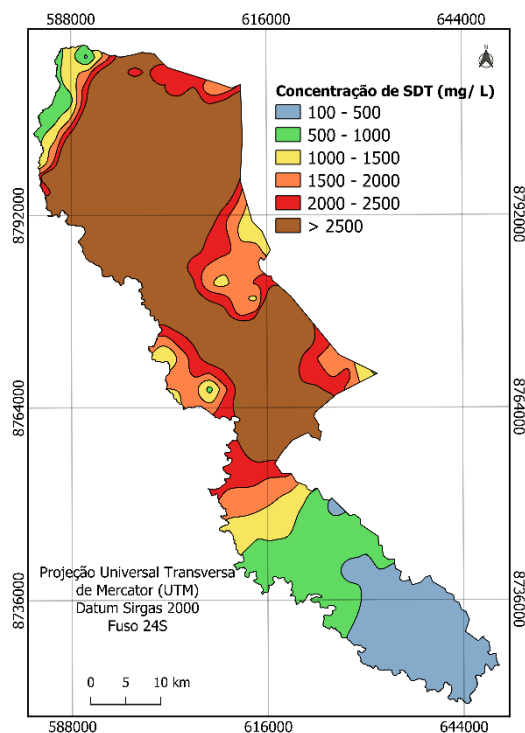 588000 616000 644000
N
Concentração de SDT (mg/ L)
100 - 500
500 - 1000
1000 - 1500
1500 - 2000
2000 - 2500
> 2500
8792000 8792000
8764000 8764000
8736000 8736000
Projeção Universal Transversa
de Mercator (UTM)
Datum Sirgas 2000
Fuso 24S
0 5 10 km
588000 616000 644000